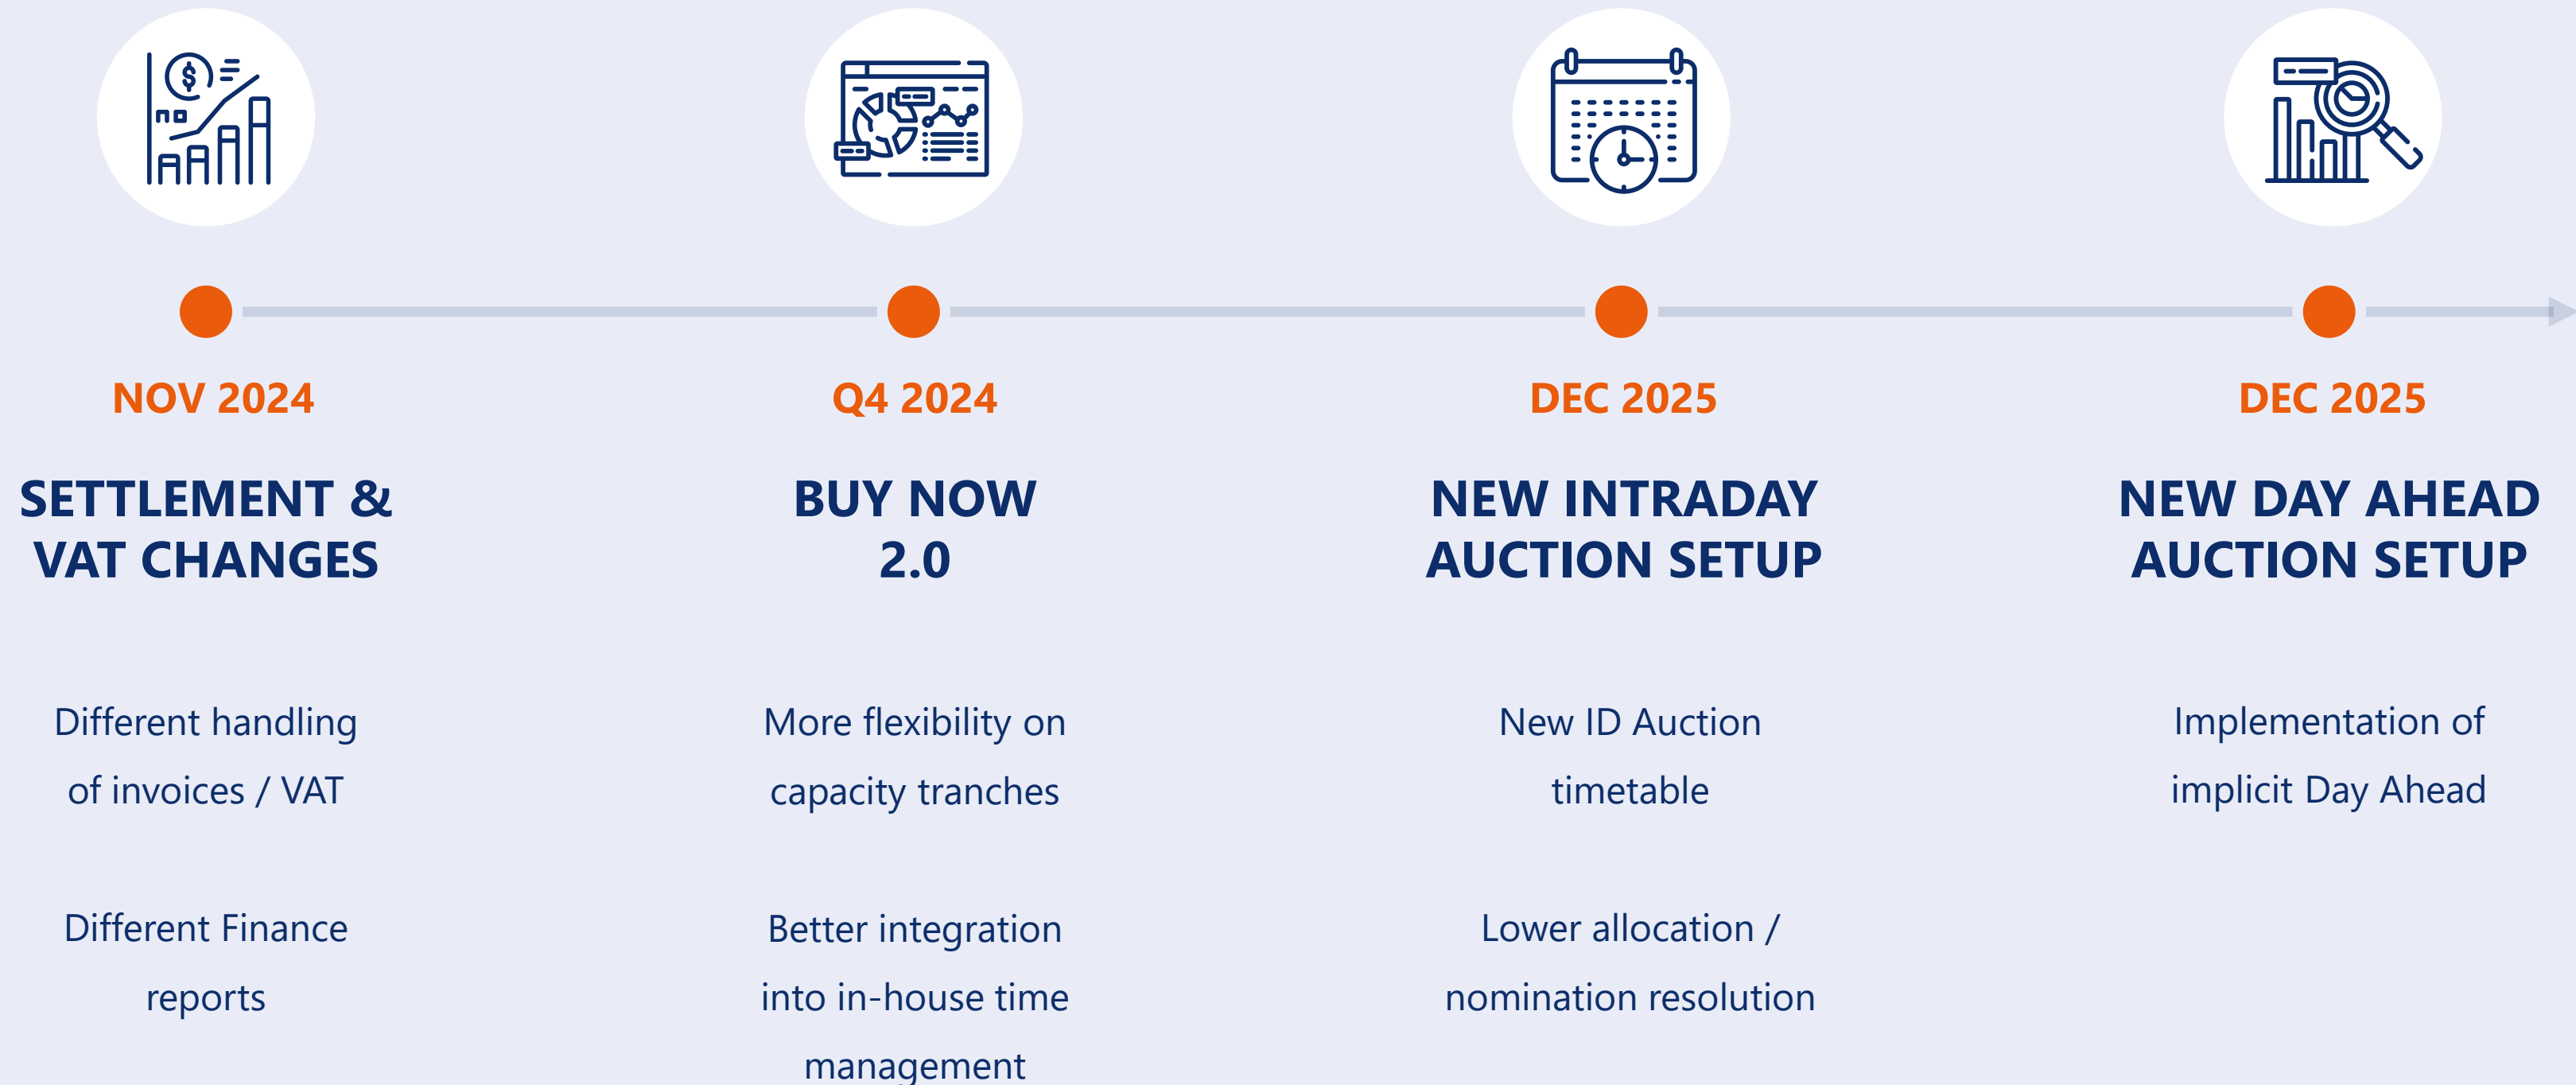 NOV 2024
SETTLEMENT &
VAT CHANGES
Different handling
of invoices / VAT
Different Finance
reports
Q4 2024
BUY NOW
2.0
More flexibility on
capacity tranches
Better integration
into in-house time
management
DEC 2025
NEW INTRADAY
AUCTION SETUP
New ID Auction
timetable
Lower allocation /
nomination resolution
DEC 2025
NEW DAY AHEAD
AUCTION SETUP
Implementation of
implicit Day Ahead